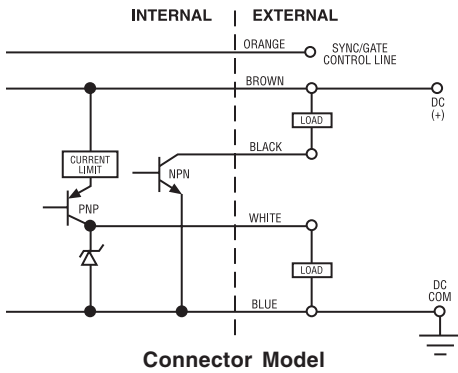 INTERNAL
EXTERNAL
ORANGE
SYNC/GATE
CONTROL LINE
BROWN
DC
(+)
LOAD
BLACK
CURRENT
LIMIT
NPN
PNP
WHITE
LOAD
DC
COM
BLUE
Connector Model